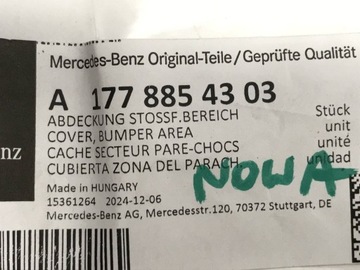 Mercedes-Benz Original-Teile/Geprüfte Qualität
A 177 885 43 03
ABDECKUNG STOSSF.BEREICH Stück
COVER, BUMPER AREA unit
CACHE SECTEUR PARE-CHOCS unité
CUBIERTA ZONA DEL PARACH. unidad
NOWA
nz
Made in HUNGARY
15361264 2024-12-06
Mercedes-Benz AG, Mercedesstr.120, 70372 Stuttgart, DE